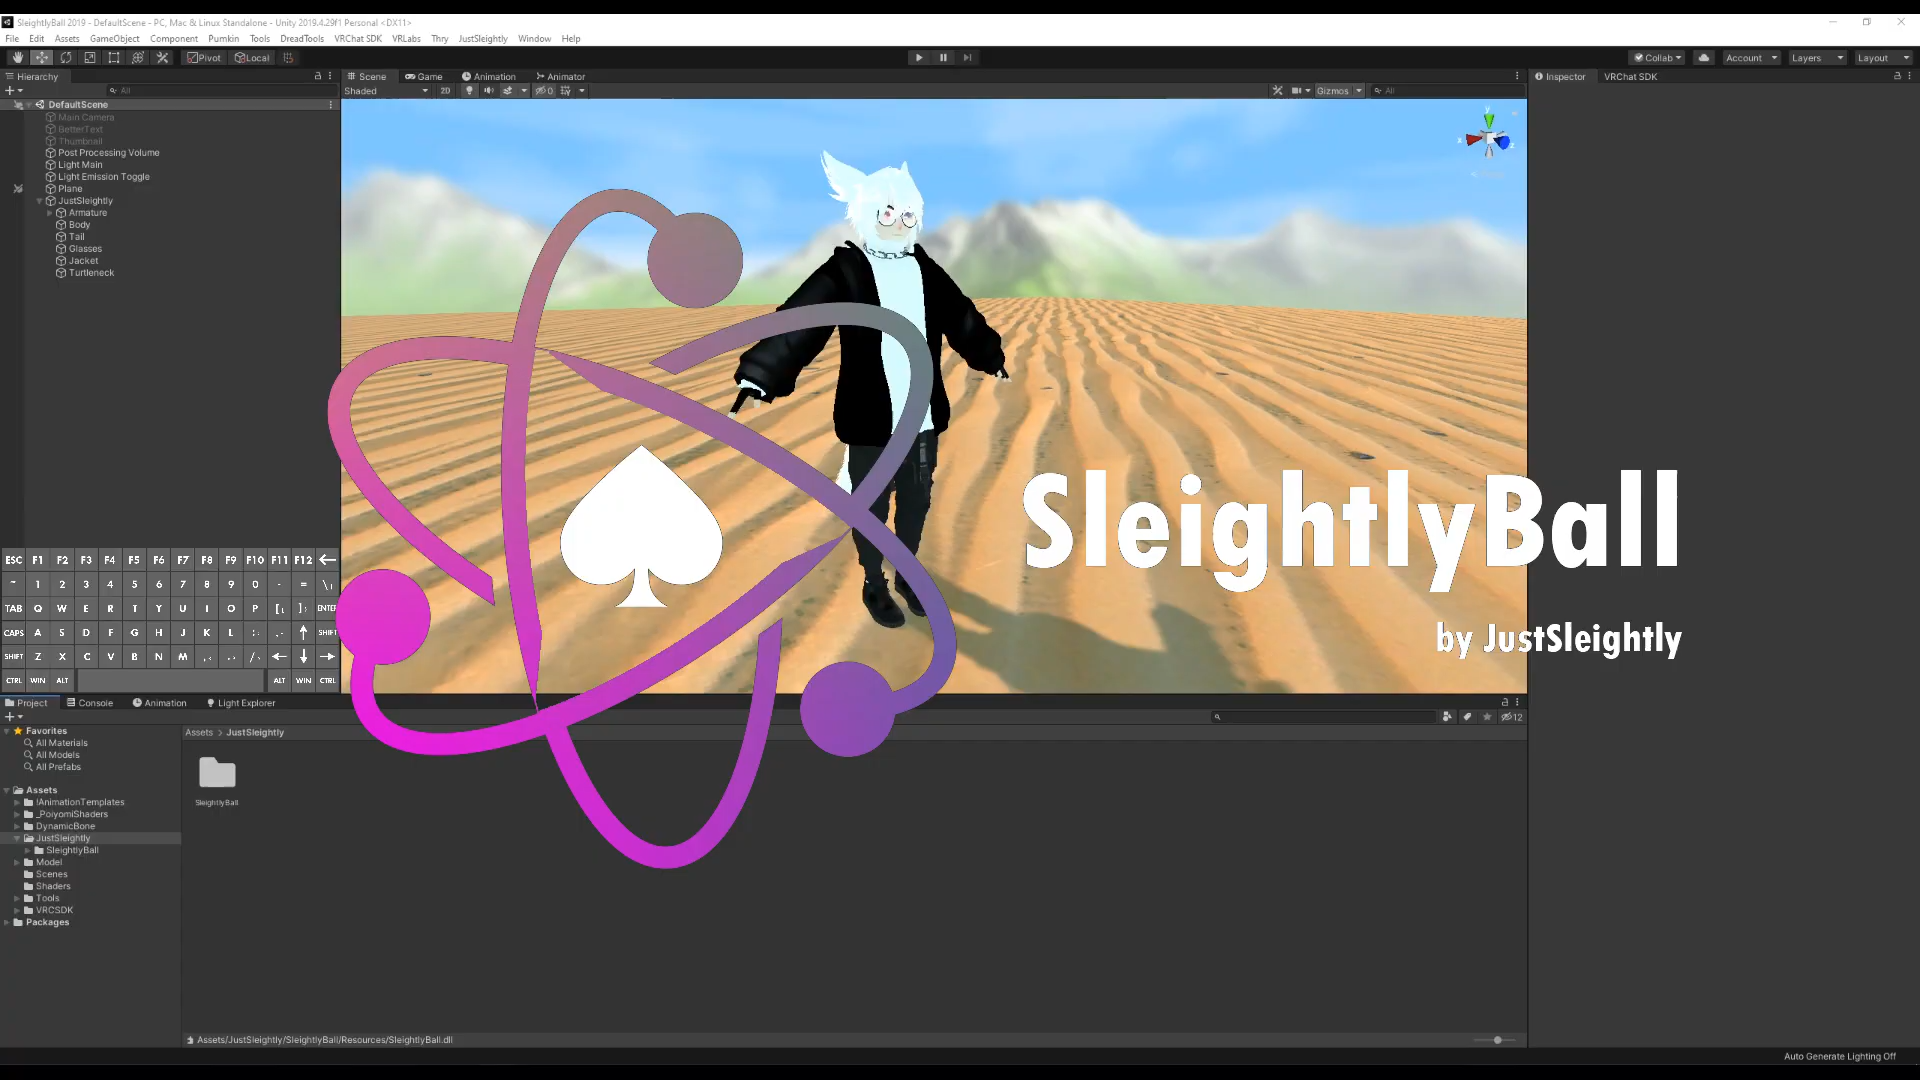 SleightlyBall 2019 - DefaultScene - PC, Mac & Linux Standalone - Unity 2019.4.29f1 Personal <DX11>
File Edit Assets GameObject Component Pumkin Tools DreadTools VRChat SDK VRLabs Thry JustSleightly Window Help
Pivot Local Collab Account Layers Layout
Hierarchy Scene Game Animation Animator Inspector VRChat SDK
All Shaded 2D 0 Gizmos All
DefaultScene
Main Camera
BetterText
Thumbnail
Post Processing Volume
Light Main
Light Emission Toggle
Plane
JustSleightly
Armature
Body
Tail
Glasses
Jacket
Turtleneck
SleightlyBall
by JustSleightly
ESC F1 F2 F3 F4 F5 F6 F7 F8 F9 F10 F11 F12
~ 1 2 3 4 5 6 7 8 9 0 - = \|
TAB Q W E R T Y U I O P [{ ]} ENTER
CAPS A S D F G H J K L SHIFT
SHIFT Z X C V B N M
CTRL WIN ALT ALT WIN CTRL
Project Console Animation Light Explorer
12
Favorites
All Materials
All Models
All Prefabs
Assets
!AnimationTemplates
_PoiyomiShaders
DynamicBone
JustSleightly
SleightlyBall
Model
Scenes
Shaders
Tools
VRCSDK
Packages
Assets > JustSleightly
SleightlyBall
Assets/JustSleightly/SleightlyBall/Resources/SleightlyBall.dll
Auto Generate Lighting Off